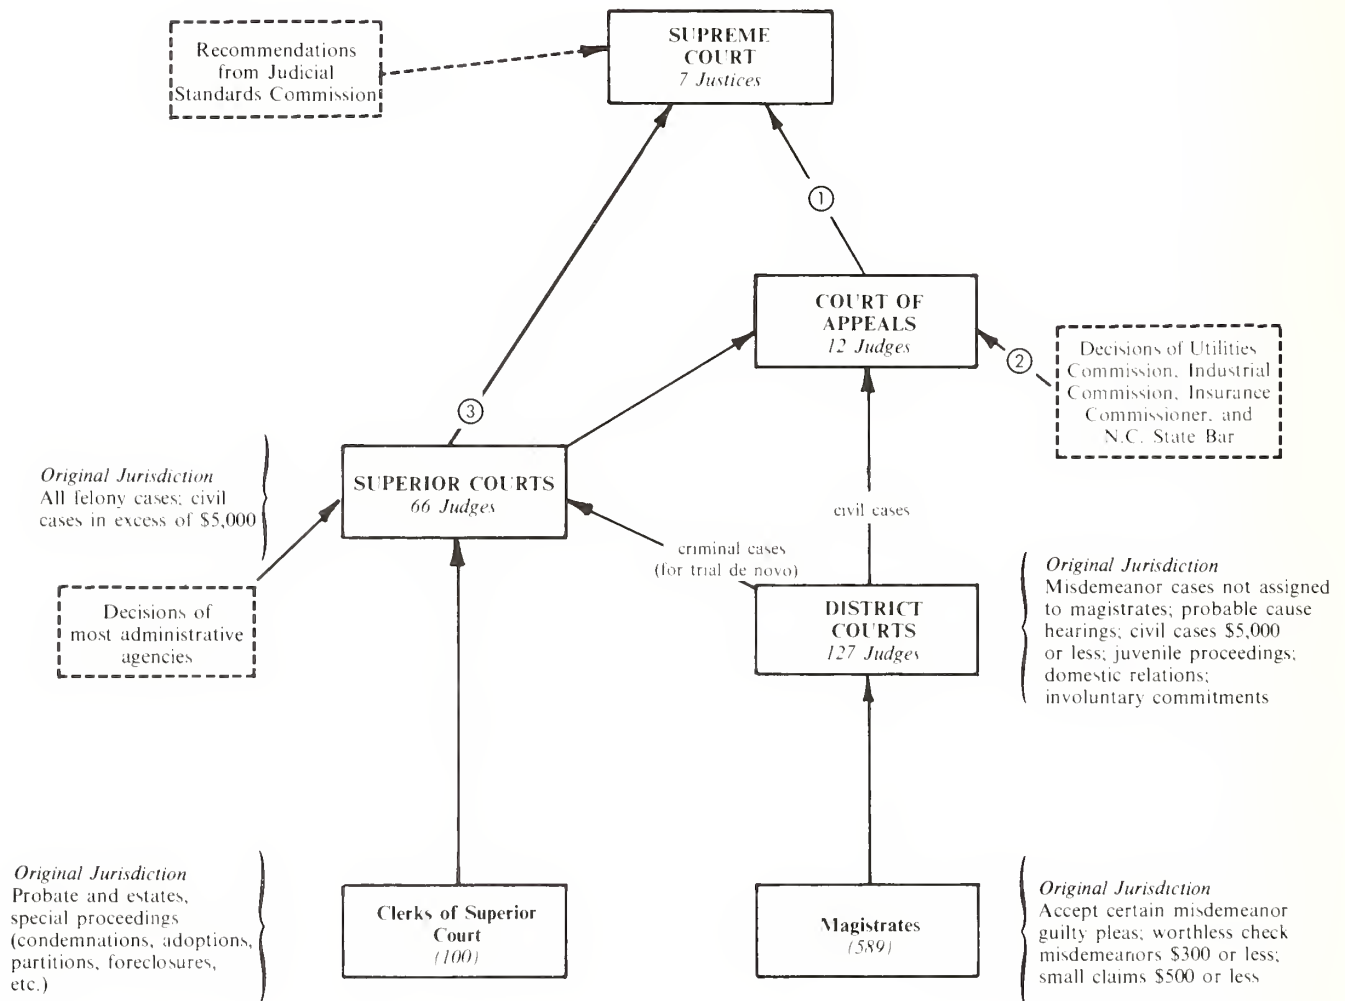 SUPREME
COURT
7 Justices
Recommendations
from Judicial
Standards Commission
1
COURT OF
APPEALS
12 Judges
2
Decisions of Utilities
Commission, Industrial
Commission, Insurance
Commissioner, and
N.C. State Bar
3
Original Jurisdiction
All felony cases; civil
cases in excess of $5,000
SUPERIOR COURTS
66 Judges
civil cases
criminal cases
(for trial de novo)
Decisions of
most administrative
agencies
DISTRICT
COURTS
127 Judges
Original Jurisdiction
Misdemeanor cases not assigned
to magistrates; probable cause
hearings; civil cases $5,000
or less; juvenile proceedings;
domestic relations;
involuntary commitments
Original Jurisdiction
Probate and estates,
special proceedings
(condemnations, adoptions,
partitions, foreclosures,
etc.)
Clerks of Superior
Court
(100)
Magistrates
(589)
Original Jurisdiction
Accept certain misdemeanor
guilty pleas; worthless check
misdemeanors $300 or less;
small claims $500 or less